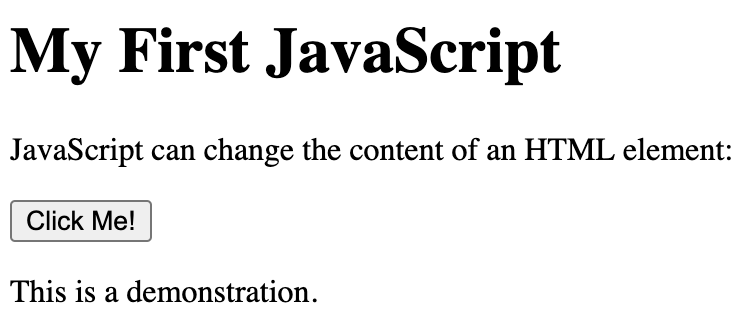 My First JavaScript
JavaScript can change the content of an HTML element:
Click Me!
This is a demonstration.